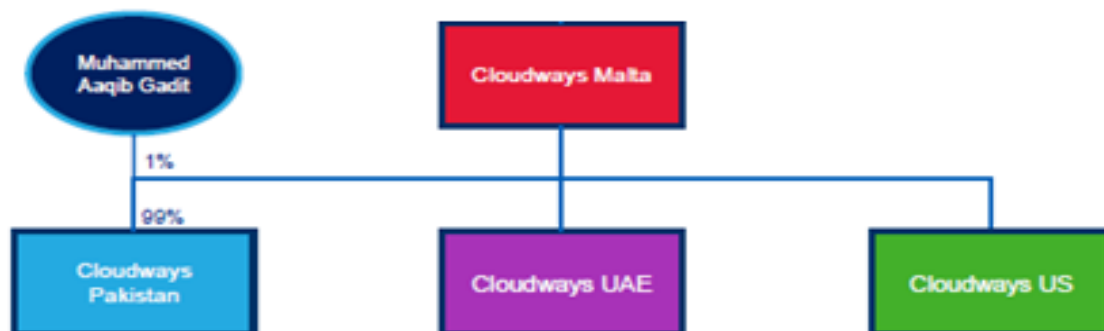 Muhammed
Aaqib Gadit
Cloudways Malta
1%
99%
Cloudways
Pakistan
Cloudways UAE
Cloudways US